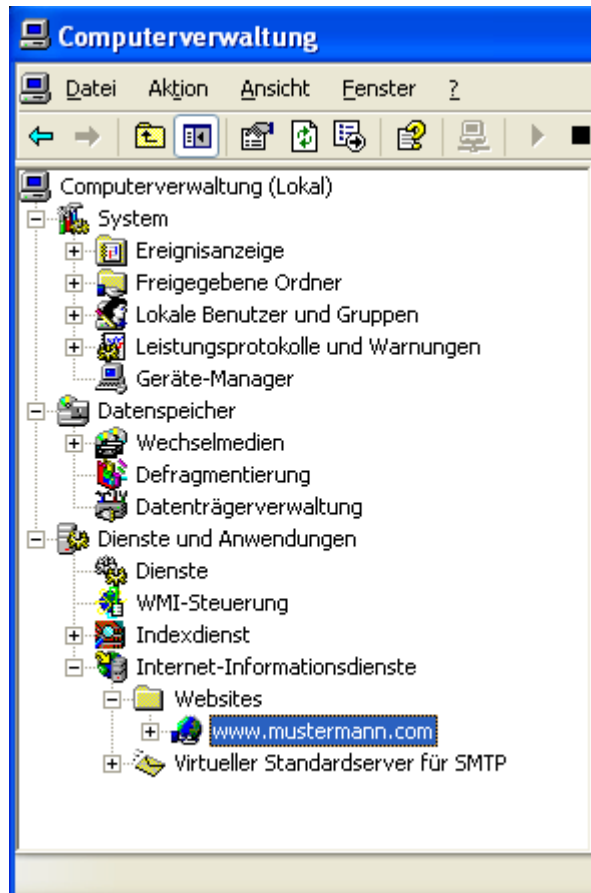 Computerverwaltung
Datei Aktion Ansicht Fenster ?
Computerverwaltung (Lokal)
System
Ereignisanzeige
Freigegebene Ordner
Lokale Benutzer und Gruppen
Leistungsprotokolle und Warnungen
Geräte-Manager
Datenspeicher
Wechselmedien
Defragmentierung
Datenträgerverwaltung
Dienste und Anwendungen
Dienste
WMI-Steuerung
Indexdienst
Internet-Informationsdienste
Websites
www.mustermann.com
Virtueller Standardserver für SMTP